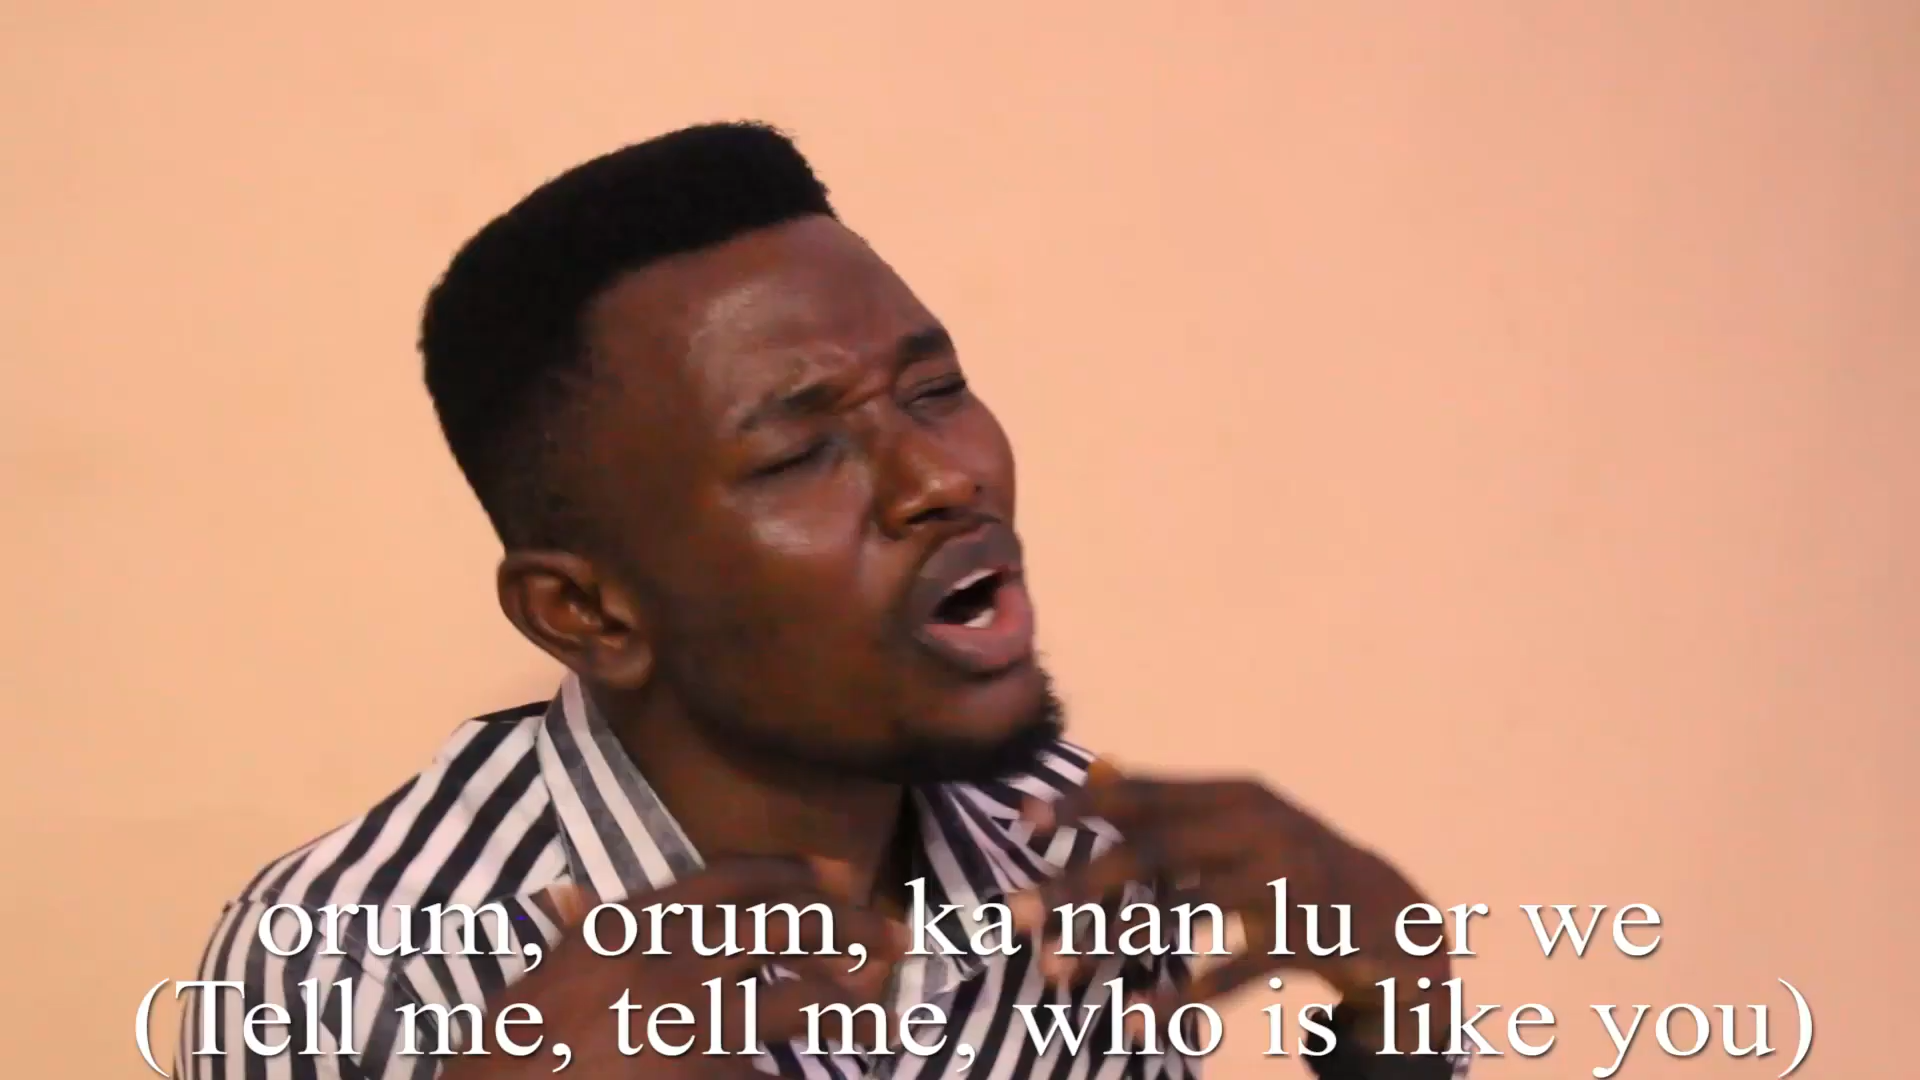 orum, orum, ka nan lu er we
(Tell me, tell me, who is like you)